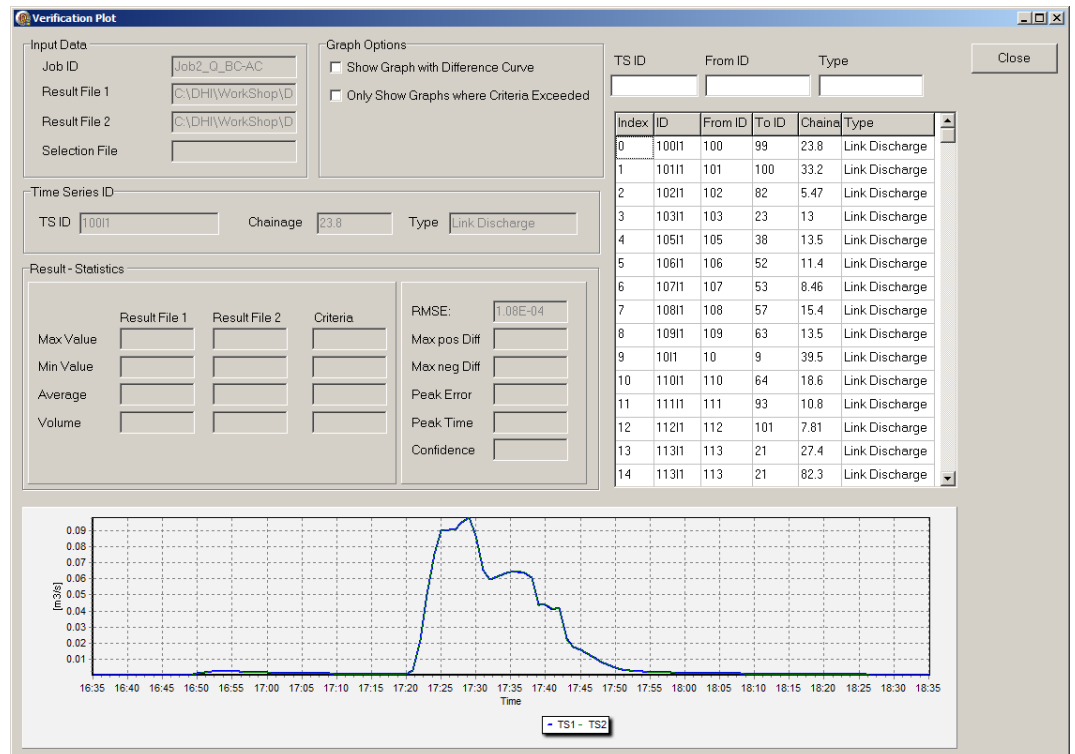 Verification Plot
Input Data
Job ID Job2_Q_BC-AC
Result File 1 C:\DHI\WorkShop\D
Result File 2 C:\DHI\WorkShop\D
Selection File
Graph Options
Show Graph with Difference Curve
Only Show Graphs where Criteria Exceeded
TS ID From ID Type
Close
Time Series ID
TS ID 100l1 Chainage 23.8 Type Link Discharge
Result - Statistics
Result File 1 Result File 2 Criteria
Max Value
Min Value
Average
Volume
RMSE: 1.08E-04
Max pos Diff
Max neg Diff
Peak Error
Peak Time
Confidence
Index ID From ID To ID Chaina Type
0 100l1 100 99 23.8 Link Discharge
1 101l1 101 100 33.2 Link Discharge
2 102l1 102 82 5.47 Link Discharge
3 103l1 103 23 13 Link Discharge
4 105l1 105 38 13.5 Link Discharge
5 106l1 106 52 11.4 Link Discharge
6 107l1 107 53 8.46 Link Discharge
7 108l1 108 57 15.4 Link Discharge
8 109l1 109 63 13.5 Link Discharge
9 10l1 10 9 39.5 Link Discharge
10 110l1 110 64 18.6 Link Discharge
11 111l1 111 93 10.8 Link Discharge
12 112l1 112 101 7.81 Link Discharge
13 113l1 113 21 27.4 Link Discharge
14 113l1 113 21 82.3 Link Discharge
0.09
0.08
0.07
0.06
0.05
0.04
0.03
0.02
0.01
[m3/s]
16:35 16:40 16:45 16:50 16:55 17:00 17:05 17:10 17:15 17:20 17:25 17:30 17:35 17:40 17:45 17:50 17:55 18:00 18:05 18:10 18:15 18:20 18:25 18:30 18:35
Time
TS1 - TS2